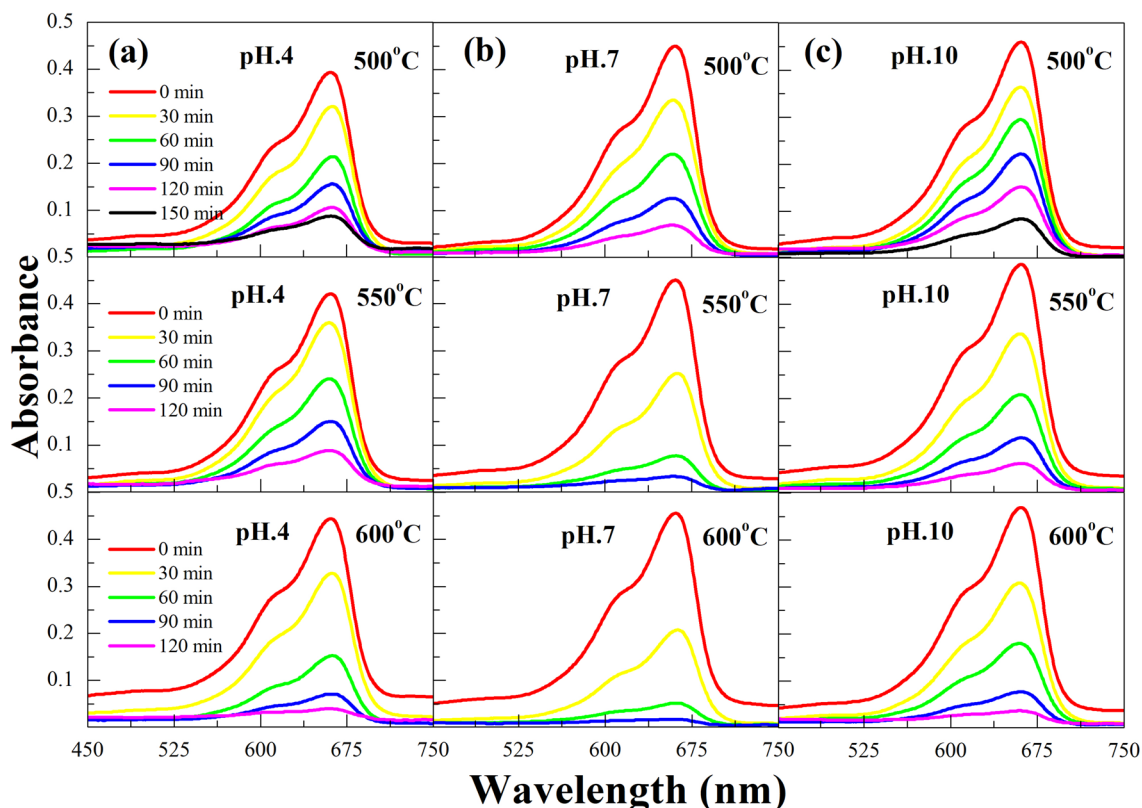 0.5
(a)
pH.4
500°C
0.4
0 min
30 min
0.3
60 min
90 min
0.2
120 min
150 min
0.1
(b)
pH.7
500°C
(c)
pH.10
500°C
0.5
pH.4
550°C
0.4
0 min
30 min
0.3
60 min
90 min
0.2
120 min
0.1
pH.7
550°C
pH.10
550°C
0.5
pH.4
600°C
0.4
0 min
30 min
0.3
60 min
90 min
0.2
120 min
0.1
pH.7
600°C
pH.10
600°C
Absorbance
450 525 600 675 750 525 600 675 750 525 600 675 750
Wavelength (nm)